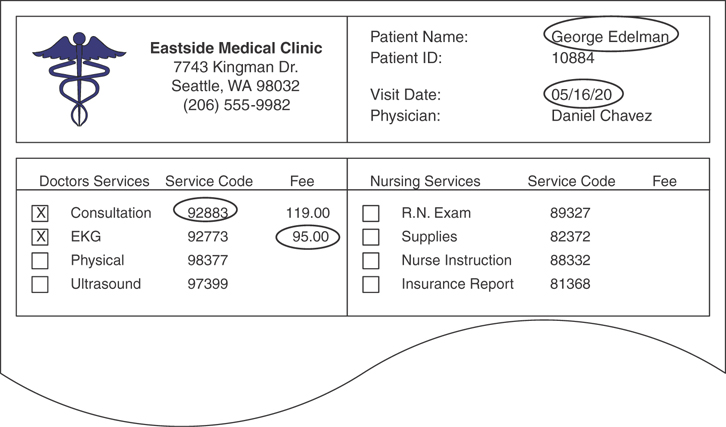 Eastside Medical Clinic
7743 Kingman Dr.
Seattle, WA 98032
(206) 555-9982
Patient Name: George Edelman
Patient ID: 10884
Visit Date: 05/16/20
Physician: Daniel Chavez
Doctors Services Service Code Fee
X Consultation 92883 119.00
X EKG 92773 95.00
Physical 98377
Ultrasound 97399
Nursing Services Service Code Fee
R.N. Exam 89327
Supplies 82372
Nurse Instruction 88332
Insurance Report 81368